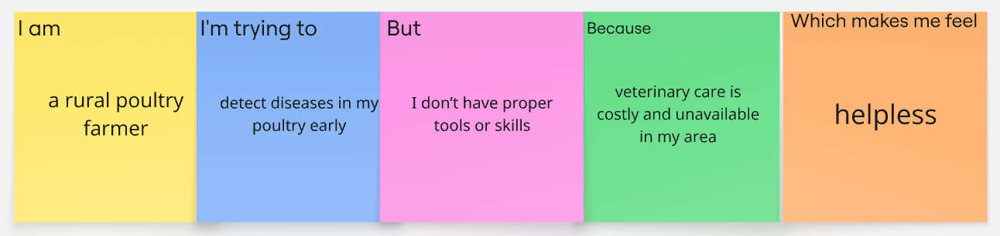 I am
a rural poultry
farmer
I'm trying to
detect diseases in my
poultry early
But
I don’t have proper
tools or skills
Because
veterinary care is
costly and unavailable
in my area
Which makes me feel
helpless